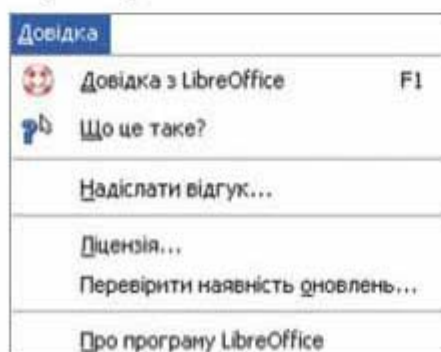 Довідка
Довідка з LibreOffice F1
Що це таке?
Надіслати відгук...
Ліцензія...
Перевірити наявність оновлень...
Про програму LibreOffice